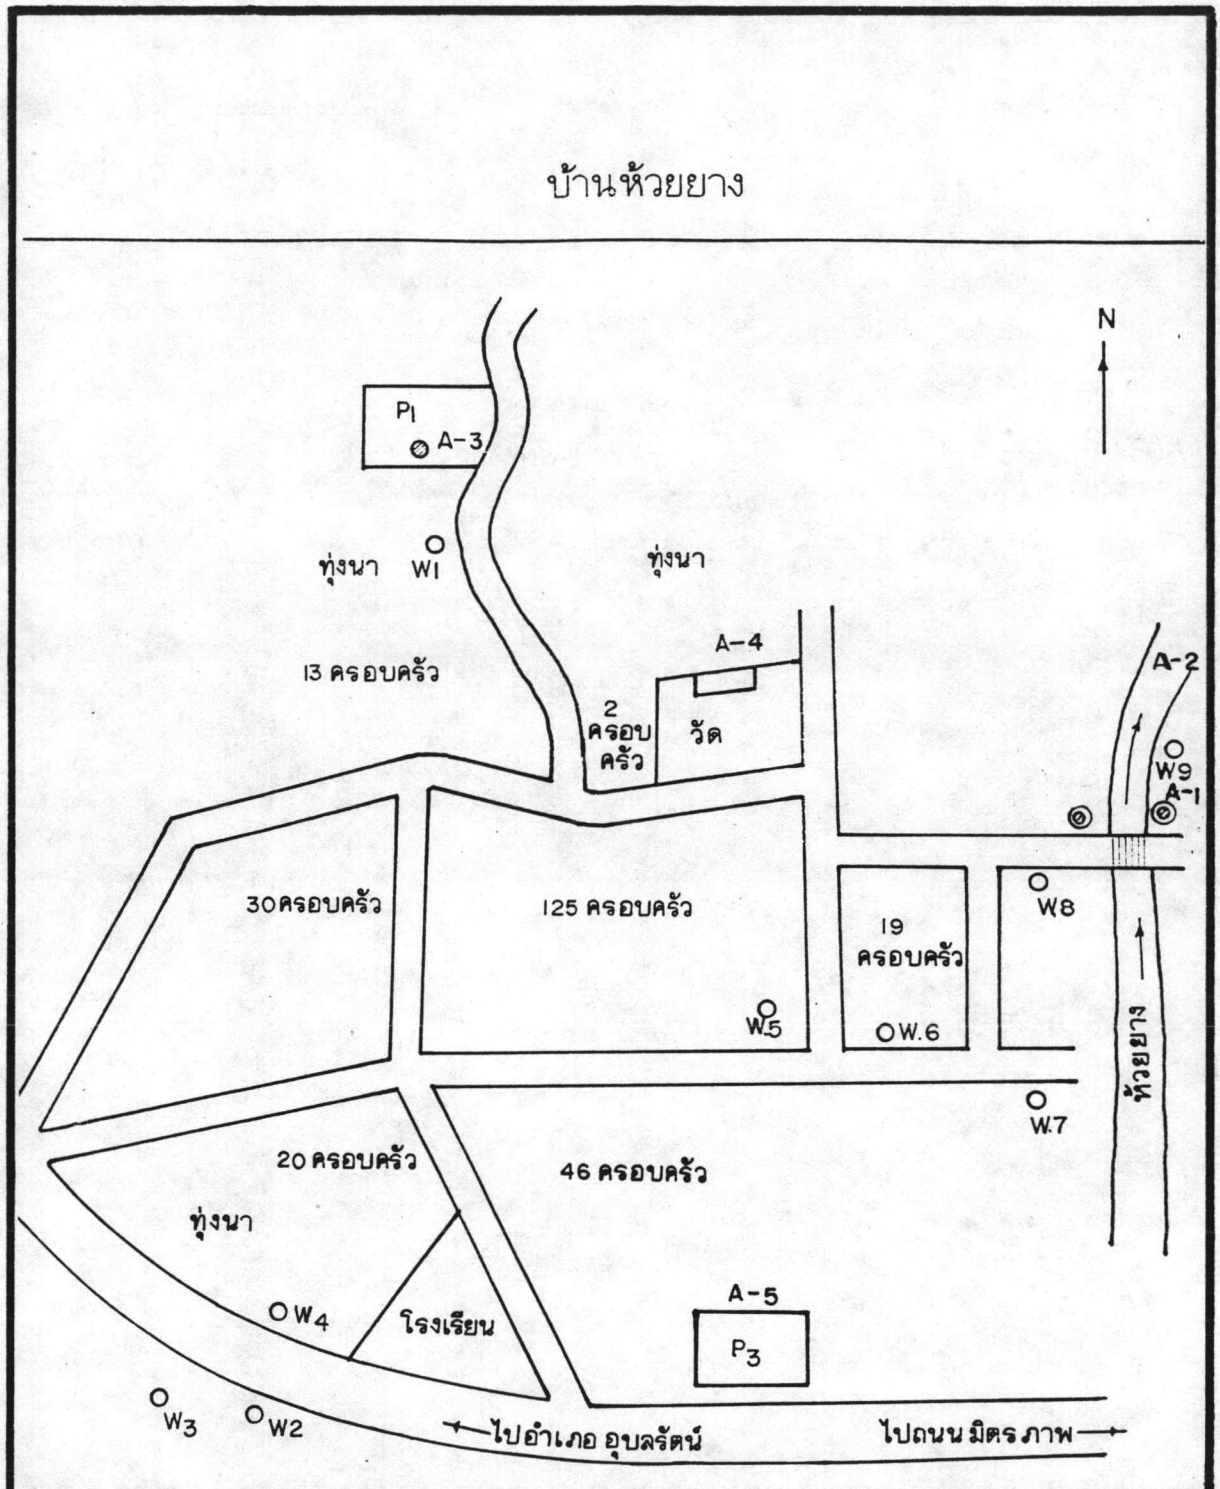 บ้านห้วยยาง
N
P1
A-3
ทุ่งนา
W1
ทุ่งนา
13 ครอบครัว
A-4
2
ครอบ
ครัว
วัด
A-2
W9
A-1
30 ครอบครัว
125 ครอบครัว
19
ครอบครัว
W.8
W.5
W.6
ห้วยยาง
W.7
20 ครอบครัว
46 ครอบครัว
ทุ่งนา
W4
โรงเรียน
A-5
P3
W3
W2
ไปอำเภอ อุบลรัตน์
ไปถนน มิตร ภาพ